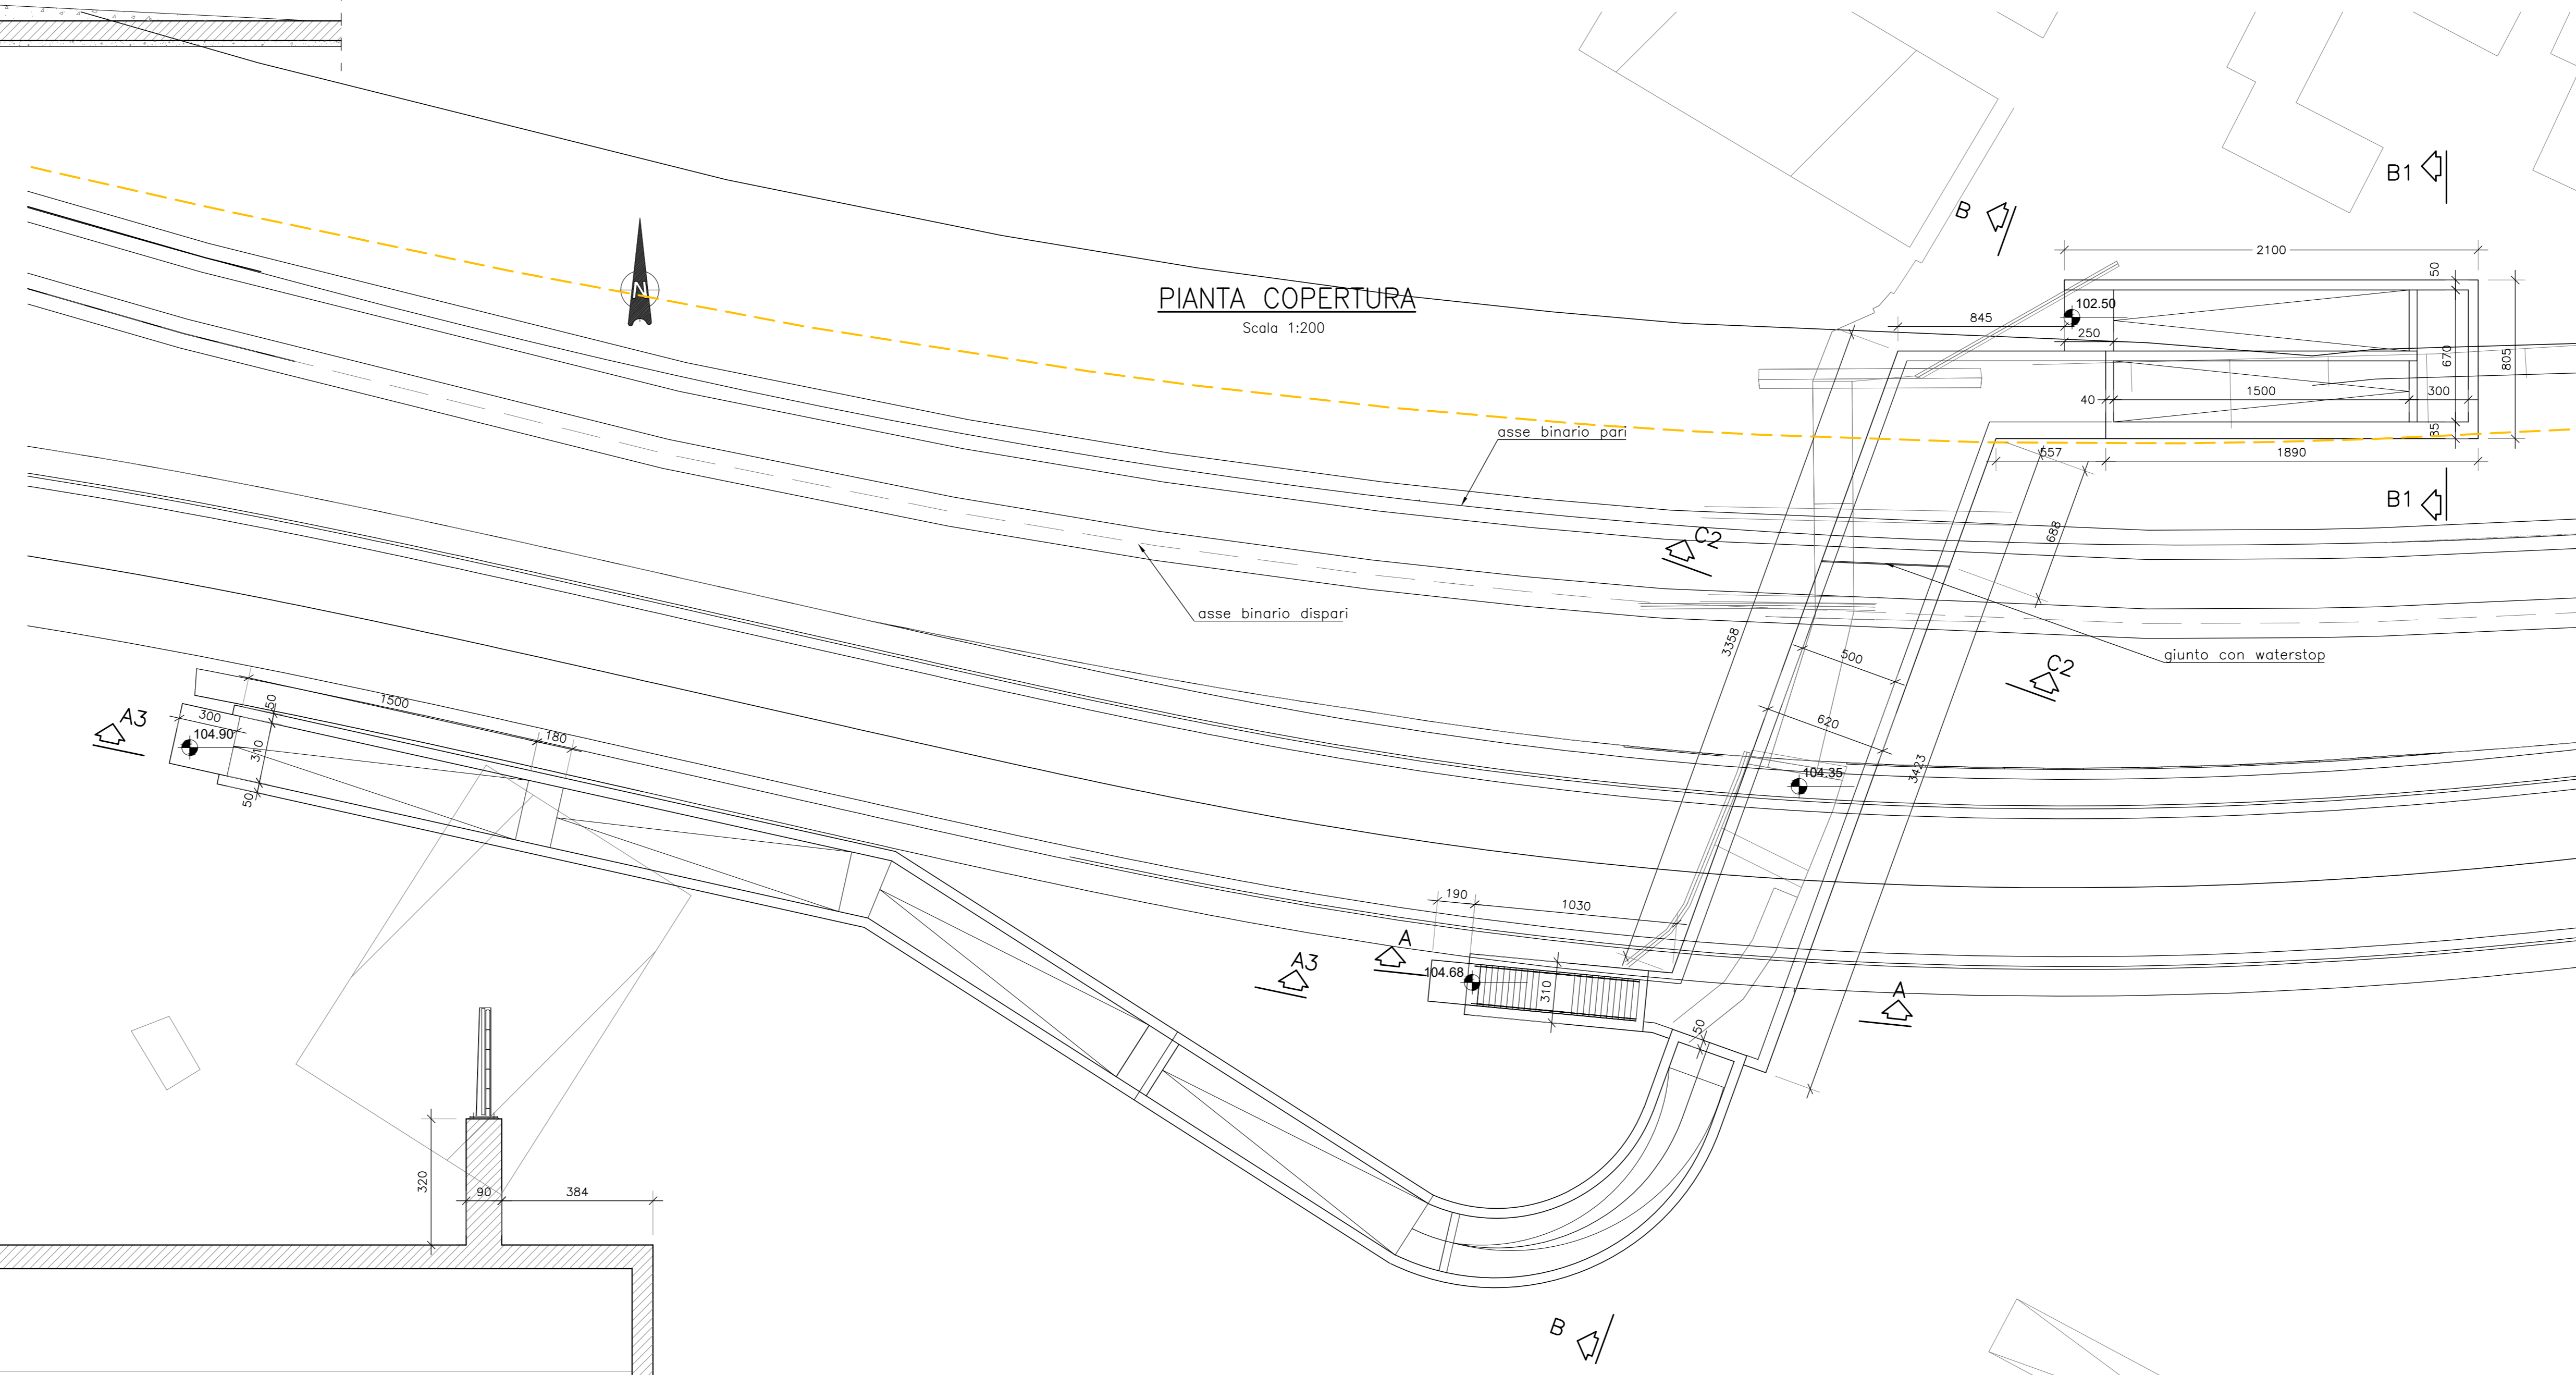 B1
B
2100
50
N
PIANTA COPERTURA
Scala 1:200
102.50
845
250
670
805
40
1500
300
asse binario pari
85
557
1890
B1
C2
688
asse binario dispari
3358
500
giunto con waterstop
C2
A3
300
50
1500
180
104.90
310
50
620
104.35
3423
190
1030
A
A3
104.68
310
A
50
320
90
384
B